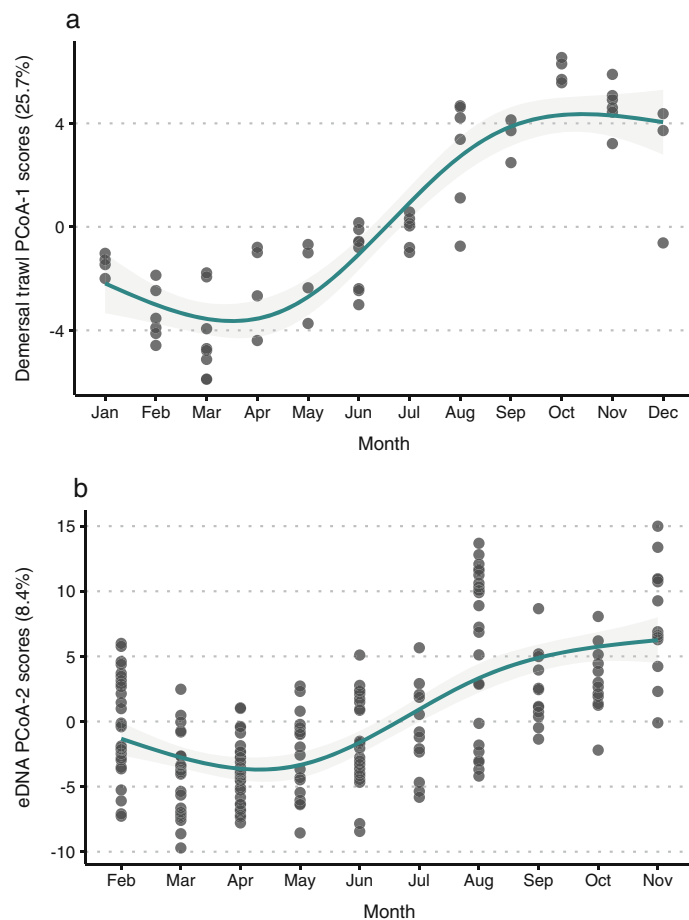 a
Demersal trawl PCoA-1 scores (25.7%)
4
0
-4
Jan Feb Mar Apr May Jun Jul Aug Sep Oct Nov Dec
Month
b
eDNA PCoA-2 scores (8.4%)
15
10
5
0
-5
-10
Feb Mar Apr May Jun Jul Aug Sep Oct Nov
Month